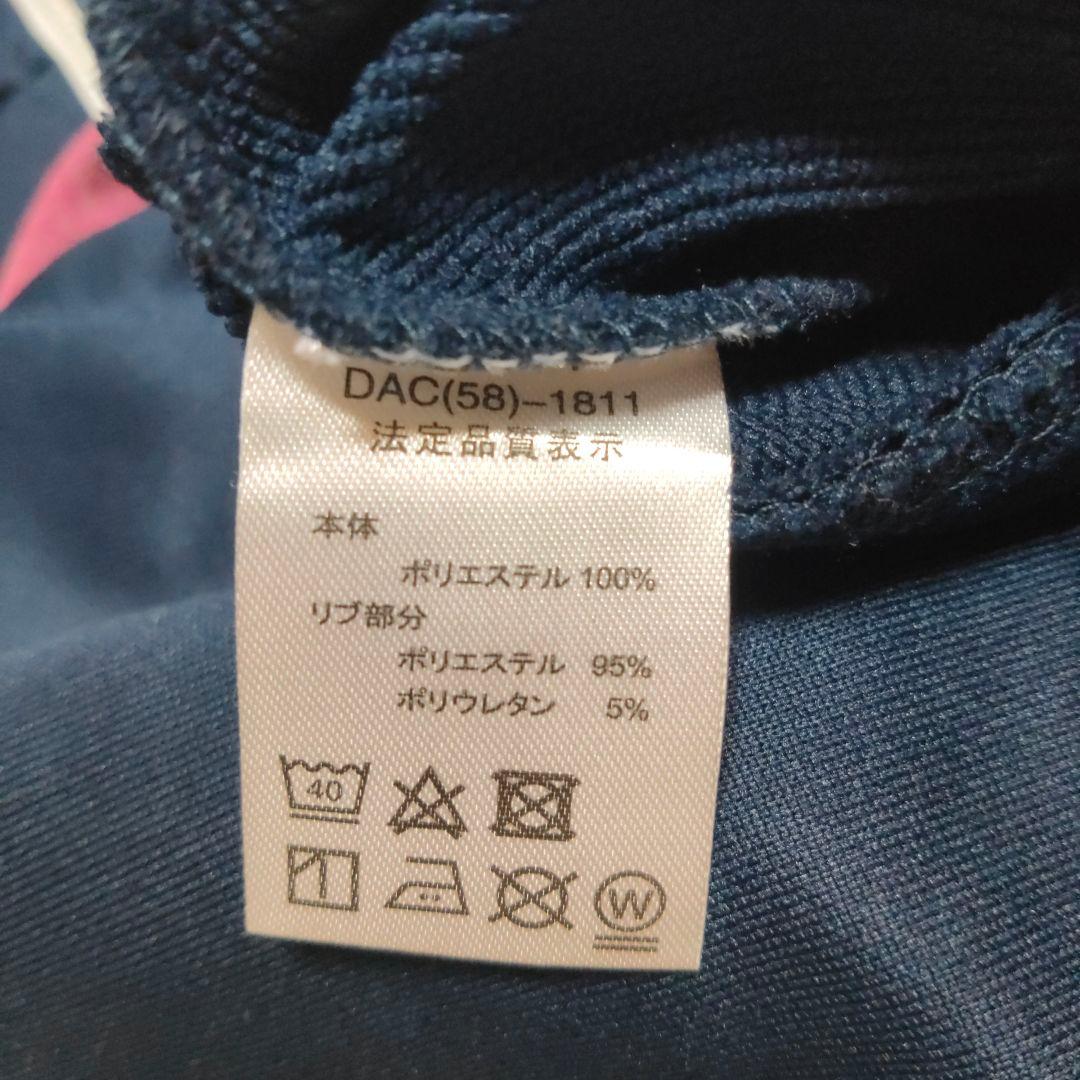 DAC(58)-1811
法定品質表示
本体
ポリエステル 100%
リブ部分
ポリエステル 95%
ポリウレタン 5%
40
W